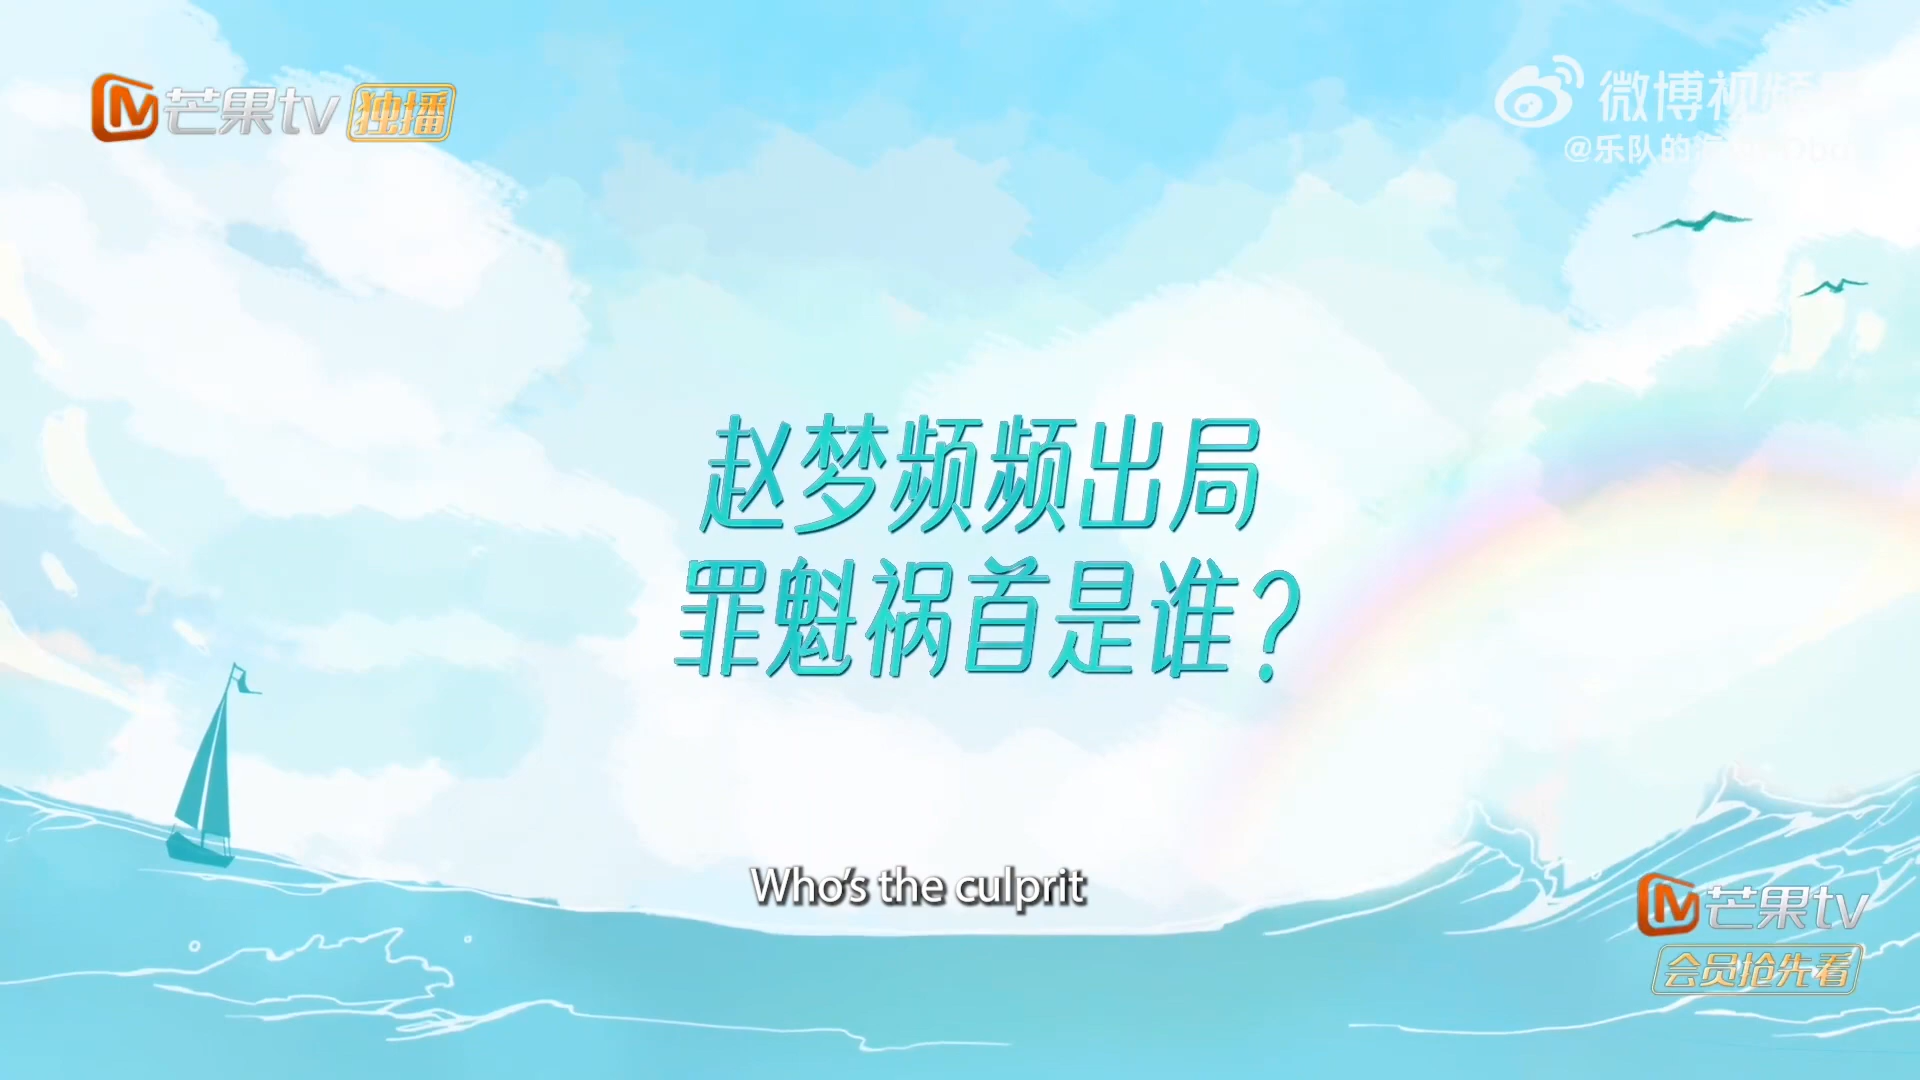 芒果tv 独播
微博视频
@乐队的
赵梦频频出局
罪魁祸首是谁?
Who's the culprit
芒果tv
会员抢先看